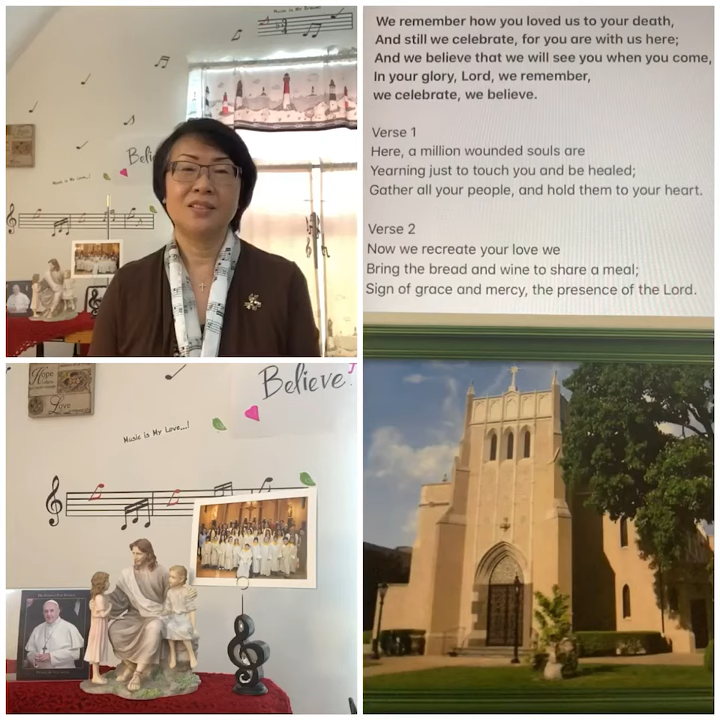 Music is My Love...!
Believe
We remember how you loved us to your death,
And still we celebrate, for you are with us here;
And we believe that we will see you when you come,
In your glory, Lord, we remember,
we celebrate, we believe.
Verse 1
Here, a million wounded souls are
Yearning just to touch you and be healed;
Gather all your people, and hold them to your heart.
Verse 2
Now we recreate your love we
Bring the bread and wine to share a meal;
Sign of grace and mercy, the presence of the Lord.
Hope
Love
Believe
Music is My Love...!